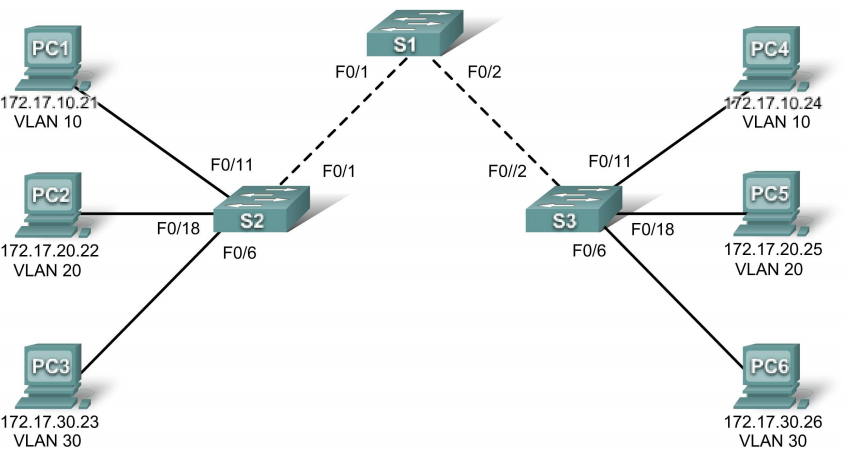 S1
PC1
PC4
F0/1
F0/2
172.17.10.21
172.17.10.24
VLAN 10
VLAN 10
F0/11
F0/1
F0//2
F0/11
PC2
PC5
S2
S3
F0/18
F0/18
172.17.20.22
172.17.20.25
F0/6
F0/6
VLAN 20
VLAN 20
PC3
PC6
172.17.30.23
172.17.30.26
VLAN 30
VLAN 30